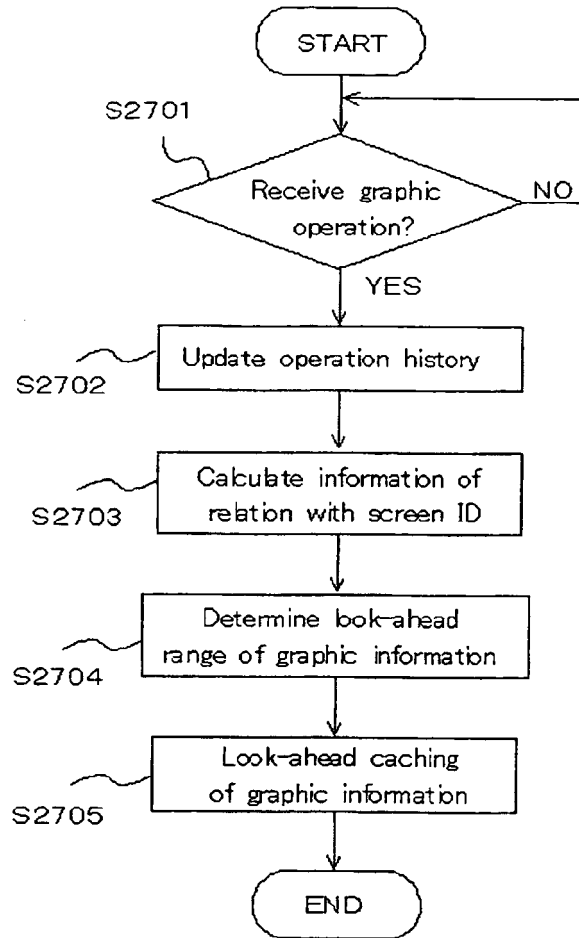 START
S2701
Receive graphic
operation?
NO
YES
Update operation history
S2702
Calculate information of
relation with screen ID
S2703
Determine look-ahead
range of graphic information
S2704
Look-ahead caching
of graphic information
S2705
END